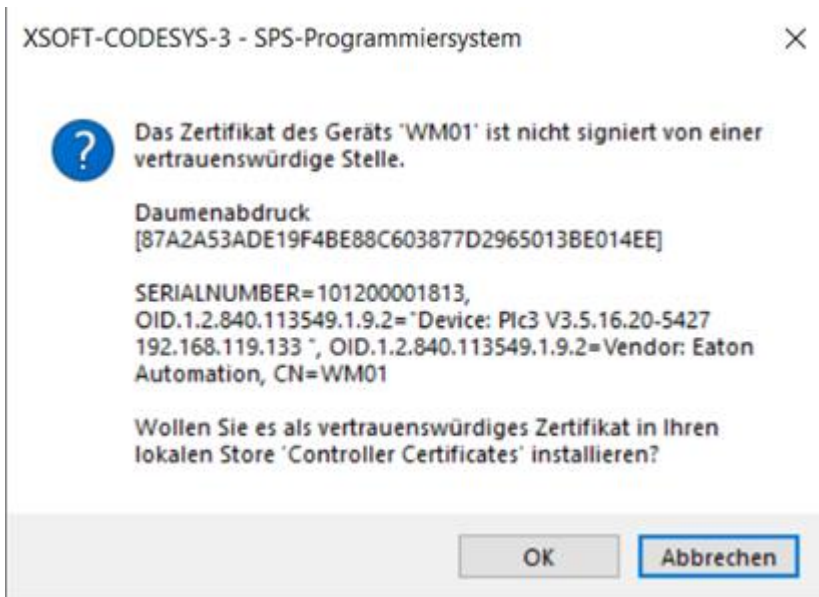 XSOFT-CODESYS-3 - SPS-Programmiersystem
Das Zertifikat des Geräts 'WM01' ist nicht signiert von einer
vertrauenswürdige Stelle.
Daumenabdruck
[87A2A53ADE19F4BE88C603877D2965013BE014EE]
SERIALNUMBER=101200001813,
OID.1.2.840.113549.1.9.2="Device: Plc3 V3.5.16.20-5427
192.168.119.133 ", OID.1.2.840.113549.1.9.2=Vendor: Eaton
Automation, CN=WM01
Wollen Sie es als vertrauenswürdiges Zertifikat in Ihren
lokalen Store 'Controller Certificates' installieren?
OK
Abbrechen